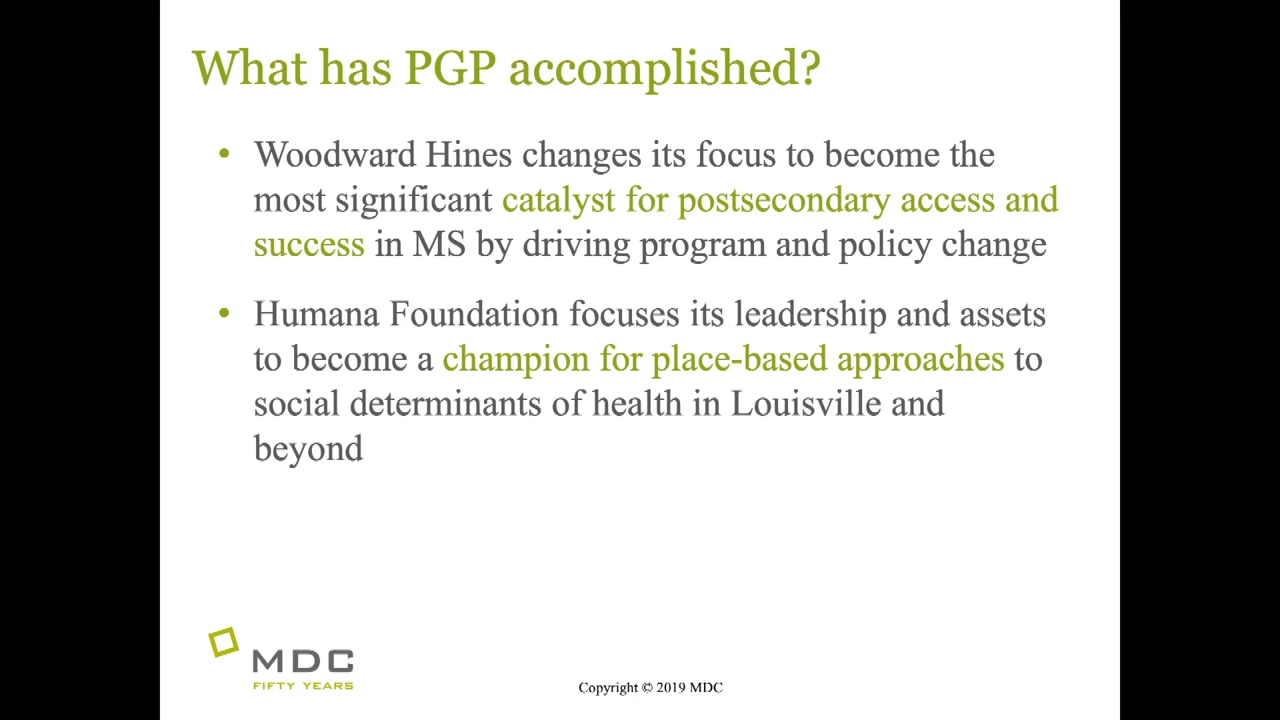 What has PGP accomplished?
• Woodward Hines changes its focus to become the
most significant catalyst for postsecondary access and
success in MS by driving program and policy change
• Humana Foundation focuses its leadership and assets
to become a champion for place-based approaches to
social determinants of health in Louisville and
beyond
MDC
FIFTY YEARS
Copyright © 2019 MDC